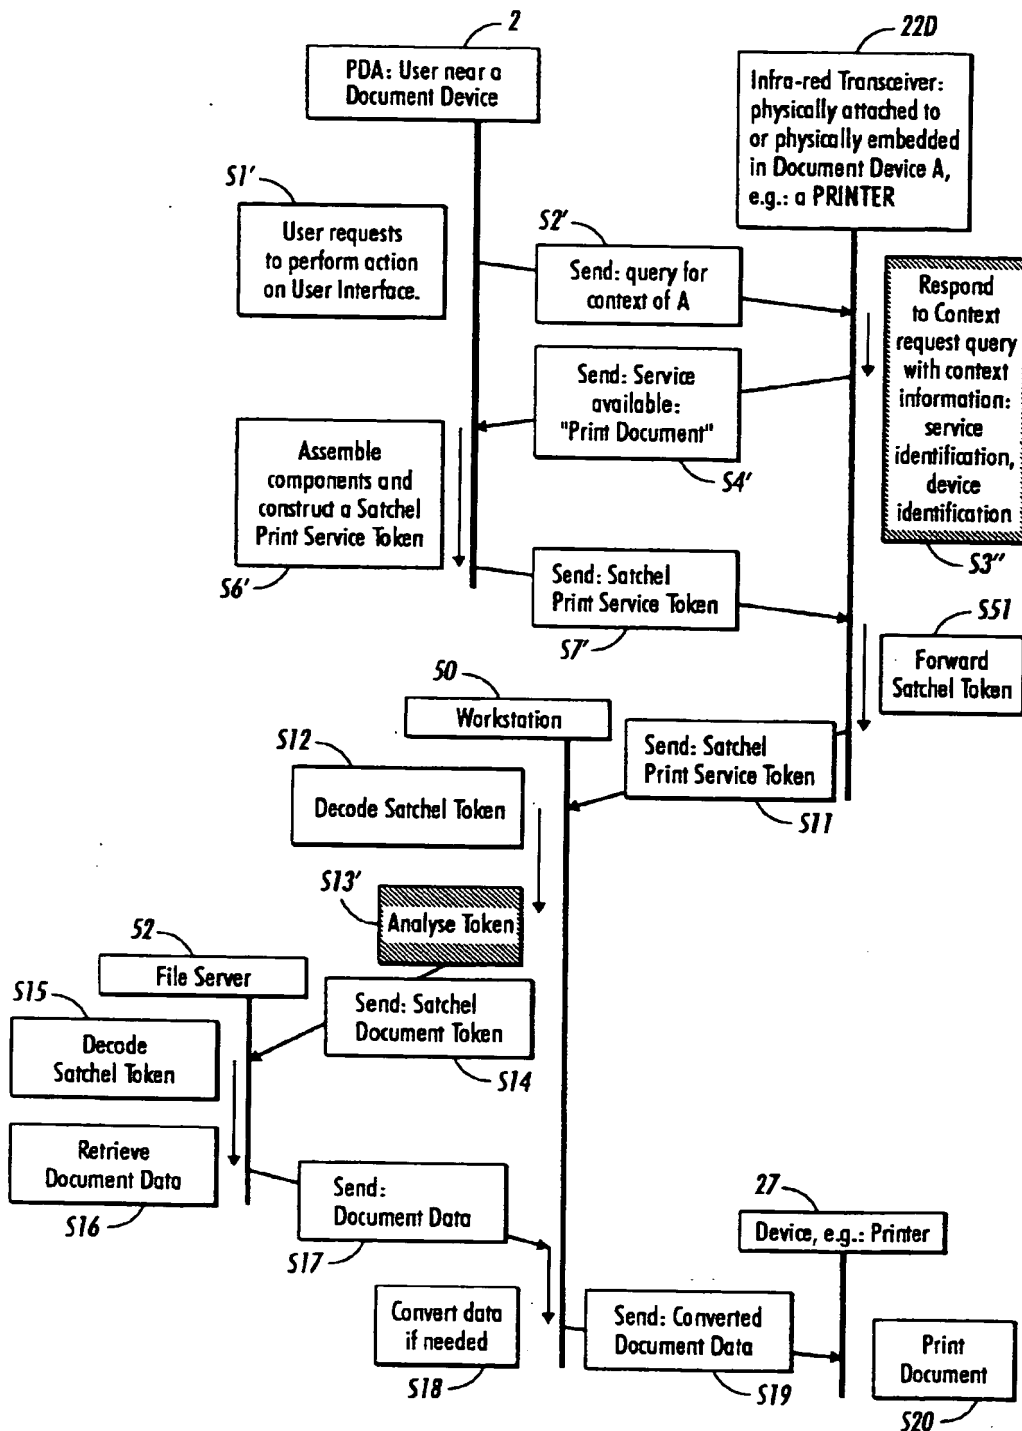 2
PDA: User near a
Document Device
22D
Infra-red Transceiver:
physically attached to
or physically embedded
in Document Device A,
e.g.: a PRINTER
S1'
User requests
to perform action
on User Interface.
S2'
Send: query for
context of A
Respond
to Context
request query
with context
information:
service
identification,
device
identification
S3''
Send: Service
available:
"Print Document"
S4'
Assemble
components and
construct a Satchel
Print Service Token
S6'
Send: Satchel
Print Service Token
S7'
S51
Forward
Satchel Token
50
Workstation
Send: Satchel
Print Service Token
S11
S12
Decode Satchel Token
S13'
Analyse Token
52
File Server
Send: Satchel
Document Token
S14
S15
Decode
Satchel Token
Retrieve
Document Data
S16
Send:
Document Data
S17
27
Device, e.g.: Printer
Convert data
if needed
S18
Send: Converted
Document Data
S19
Print
Document
S20